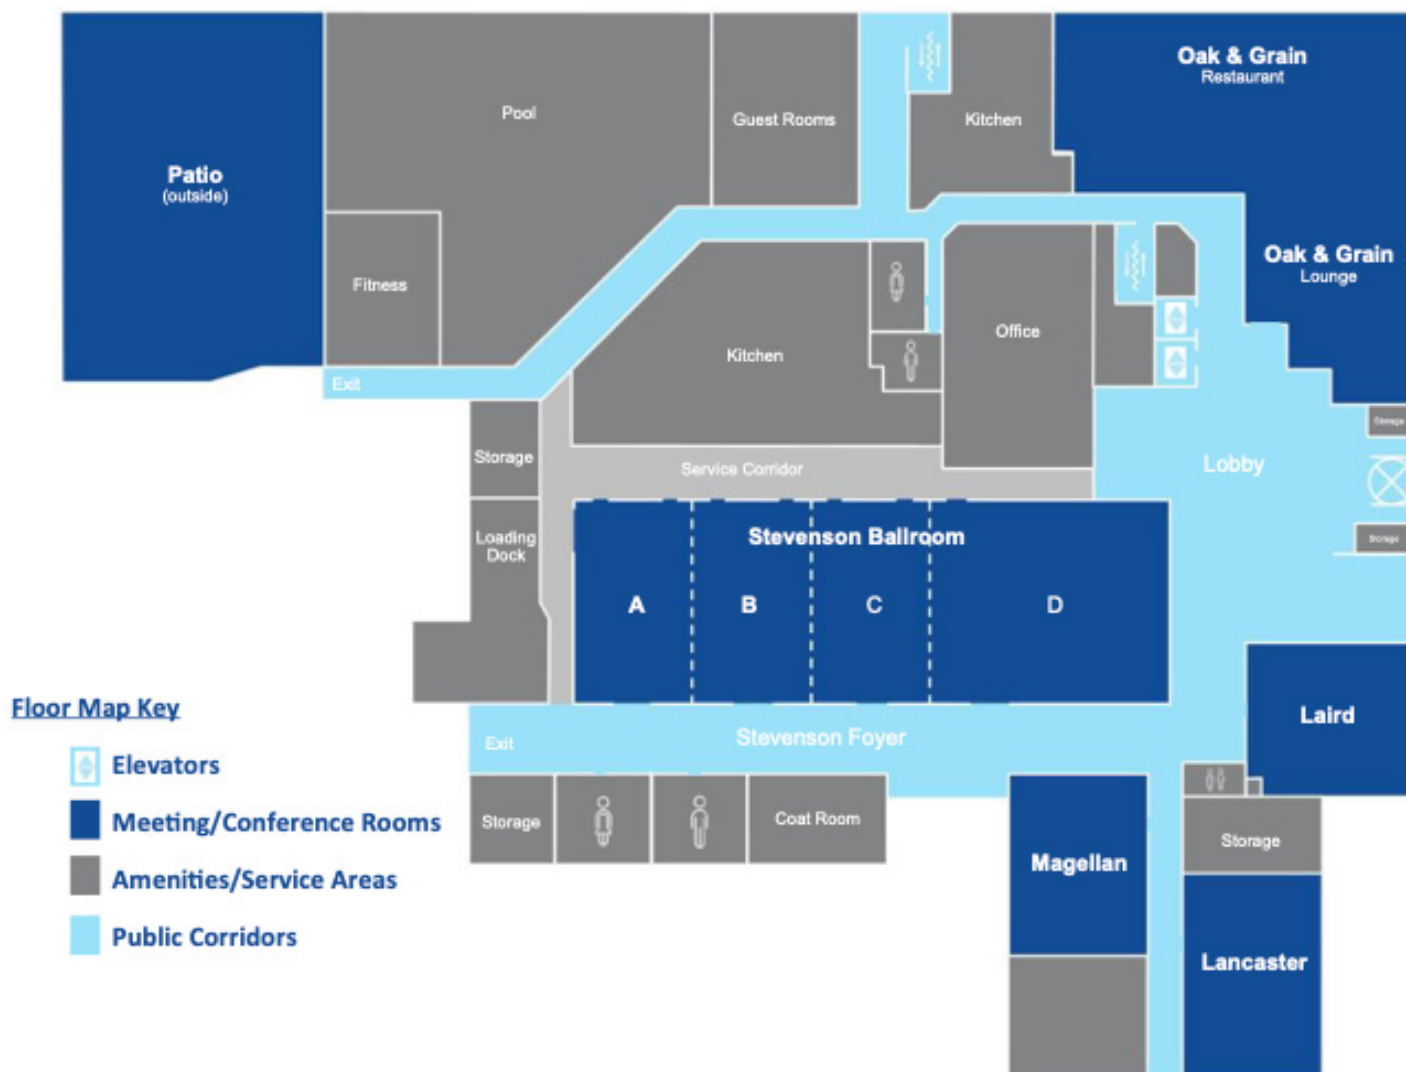 Oak & Grain
Restaurant
Pool
Guest Rooms
Kitchen
Patio
(outside)
Oak & Grain
Lounge
Fitness
Office
Kitchen
Exit
Storage
Storage
Service Corridor
Lobby
Stevenson Ballroom
Loading
Dock
Storage
A
B
C
D
Floor Map Key
Elevators
Meeting/Conference Rooms
Amenities/Service Areas
Public Corridors
Laird
Exit
Stevenson Foyer
Storage
Coat Room
Storage
Magellan
Lancaster